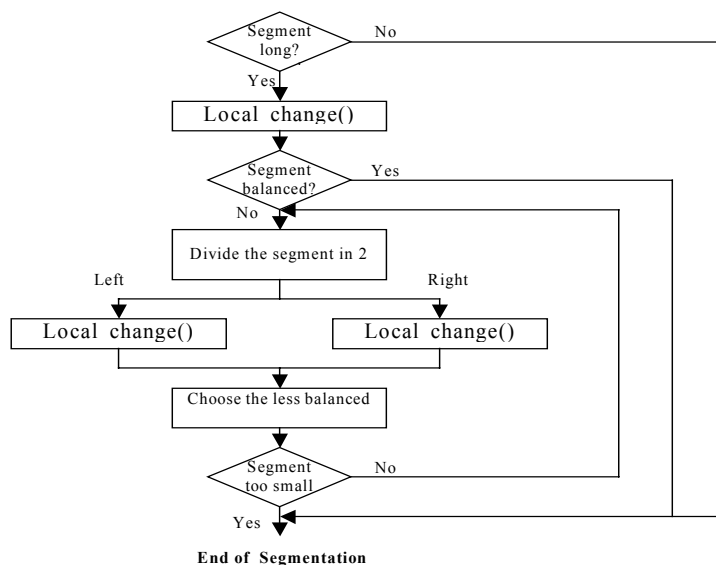 Segment
long?
No
Yes
Local change()
Segment
balanced?
Yes
No
Divide the segment in 2
Left
Right
Local change()
Local change()
Choose the less balanced
Segment
too small
No
Yes
End of Segmentation